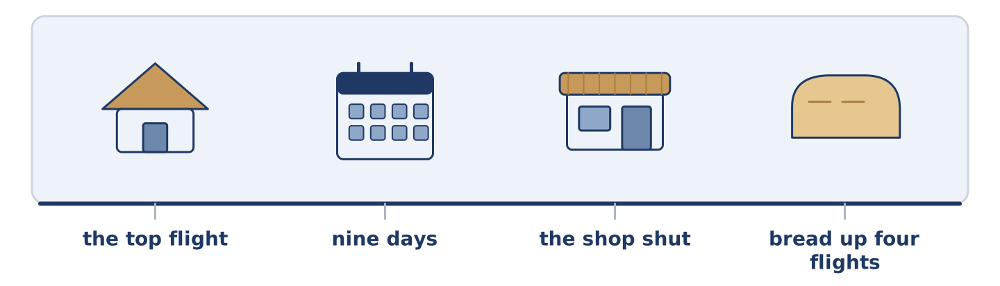 the top flight
nine days
the shop shut
bread up four
flights